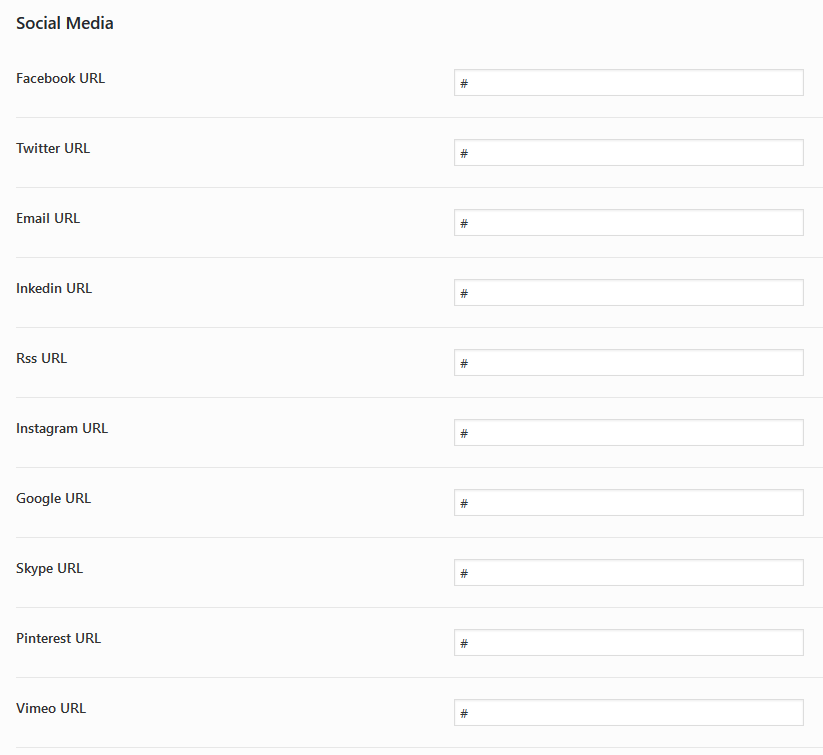 Social Media
Facebook URL
#
Twitter URL
#
Email URL
#
Inkedin URL
#
Rss URL
#
Instagram URL
#
Google URL
#
Skype URL
#
Pinterest URL
#
Vimeo URL
#